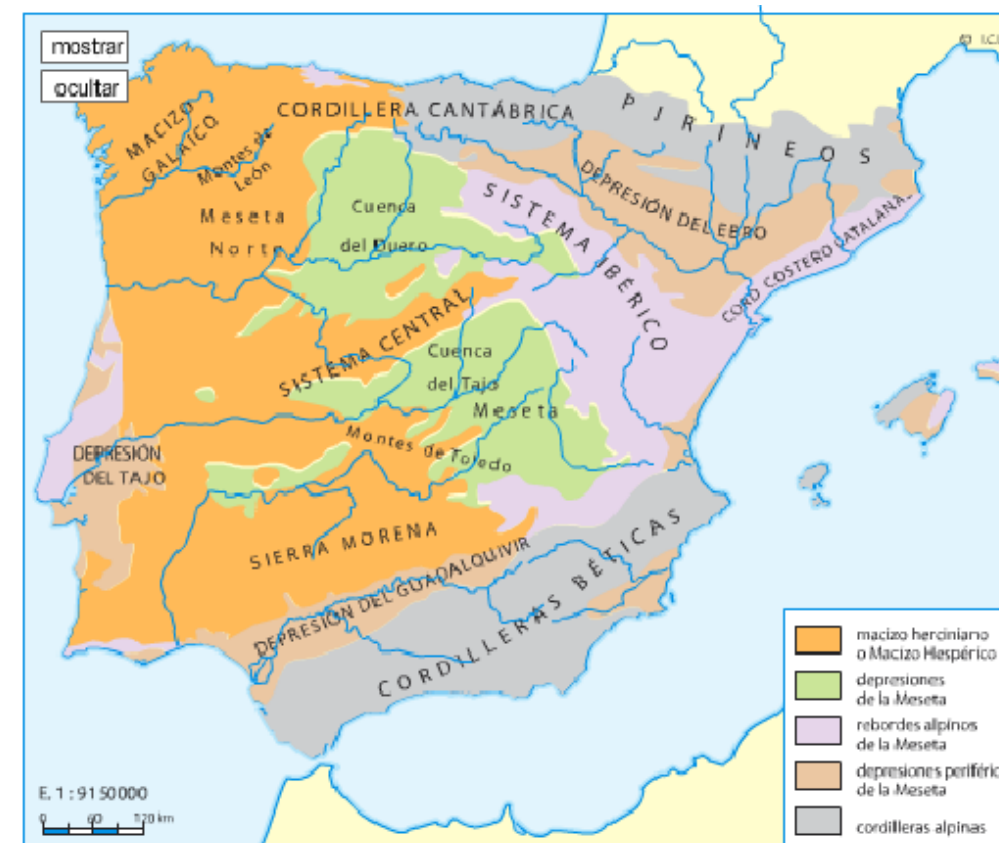 mostrar
ocultar
© I.C.
MACIZO
GALAICO
Montes de
León
CORDILLERA CANTÁBRICA
PIRINEOS
DEPRESIÓN DEL EBRO
SISTEMA IBÉRICO
CORD. COSTERO CATALANA
Meseta
Norte
Cuenca
del Duero
SISTEMA CENTRAL
Cuenca
del Tajo
Meseta
Montes de Toledo
DEPRESIÓN
DEL TAJO
SIERRA MORENA
DEPRESIÓN DEL GUADALQUIVIR
CORDILLERAS BÉTICAS
macizo herciniano
o Macizo Hespérico
depresiones
de la Meseta
rebordes alpinos
de la Meseta
depresiones periféric
de la Meseta
cordilleras alpinas
E. 1 : 9150000
0 60 120 km